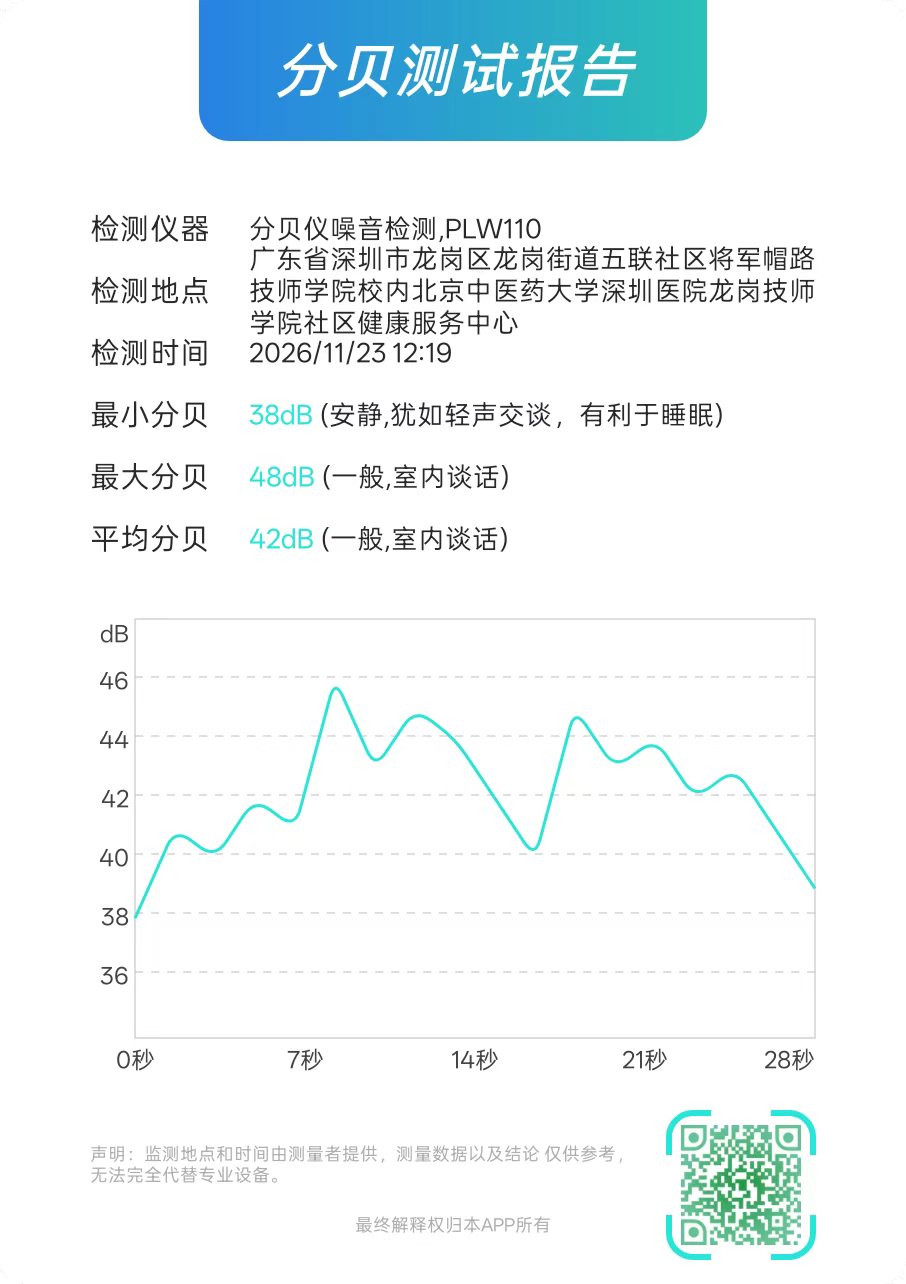 分贝测试报告
检测仪器 分贝仪噪音检测,PLW110
检测地点 广东省深圳市龙岗区龙岗街道五联社区将军帽路
技师学院校内北京中医药大学深圳医院龙岗技师
学院社区健康服务中心
检测时间 2026/11/23 12:19
最小分贝 38dB (安静,犹如轻声交谈，有利于睡眠)
最大分贝 48dB (一般,室内谈话)
平均分贝 42dB (一般,室内谈话)
dB
46
44
42
40
38
36
0秒 7秒 14秒 21秒 28秒
声明：监测地点和时间由测量者提供，测量数据以及结论 仅供参考，
无法完全代替专业设备。
最终解释权归本APP所有